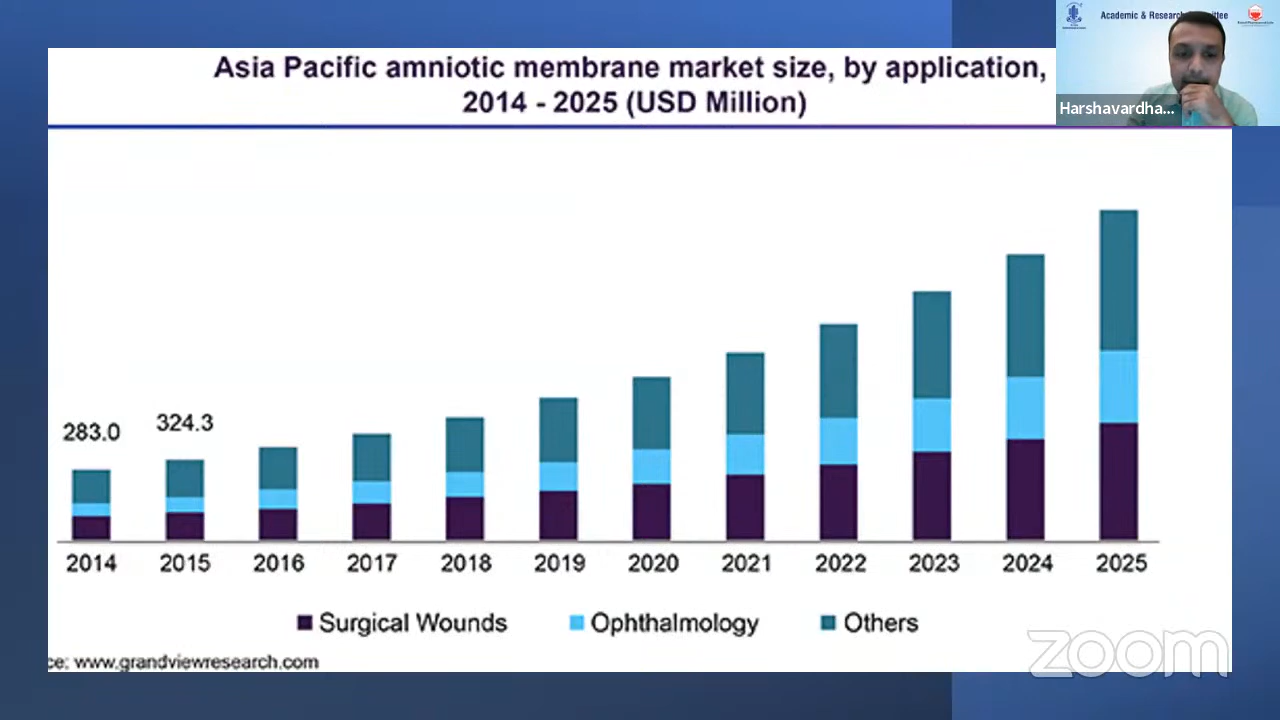 Academic & Research
Harshavardha...
Asia Pacific amniotic membrane market size, by application,
2014 - 2025 (USD Million)
283.0
324.3
2014 2015 2016 2017 2018 2019 2020 2021 2022 2023 2024 2025
Surgical Wounds Ophthalmology Others
ce: www.grandviewresearch.com
zoom